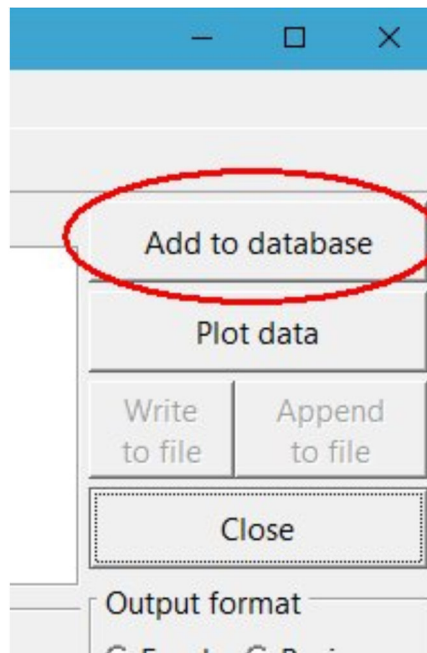 Add to database
Plot data
Write
to file
Append
to file
Close
Output format